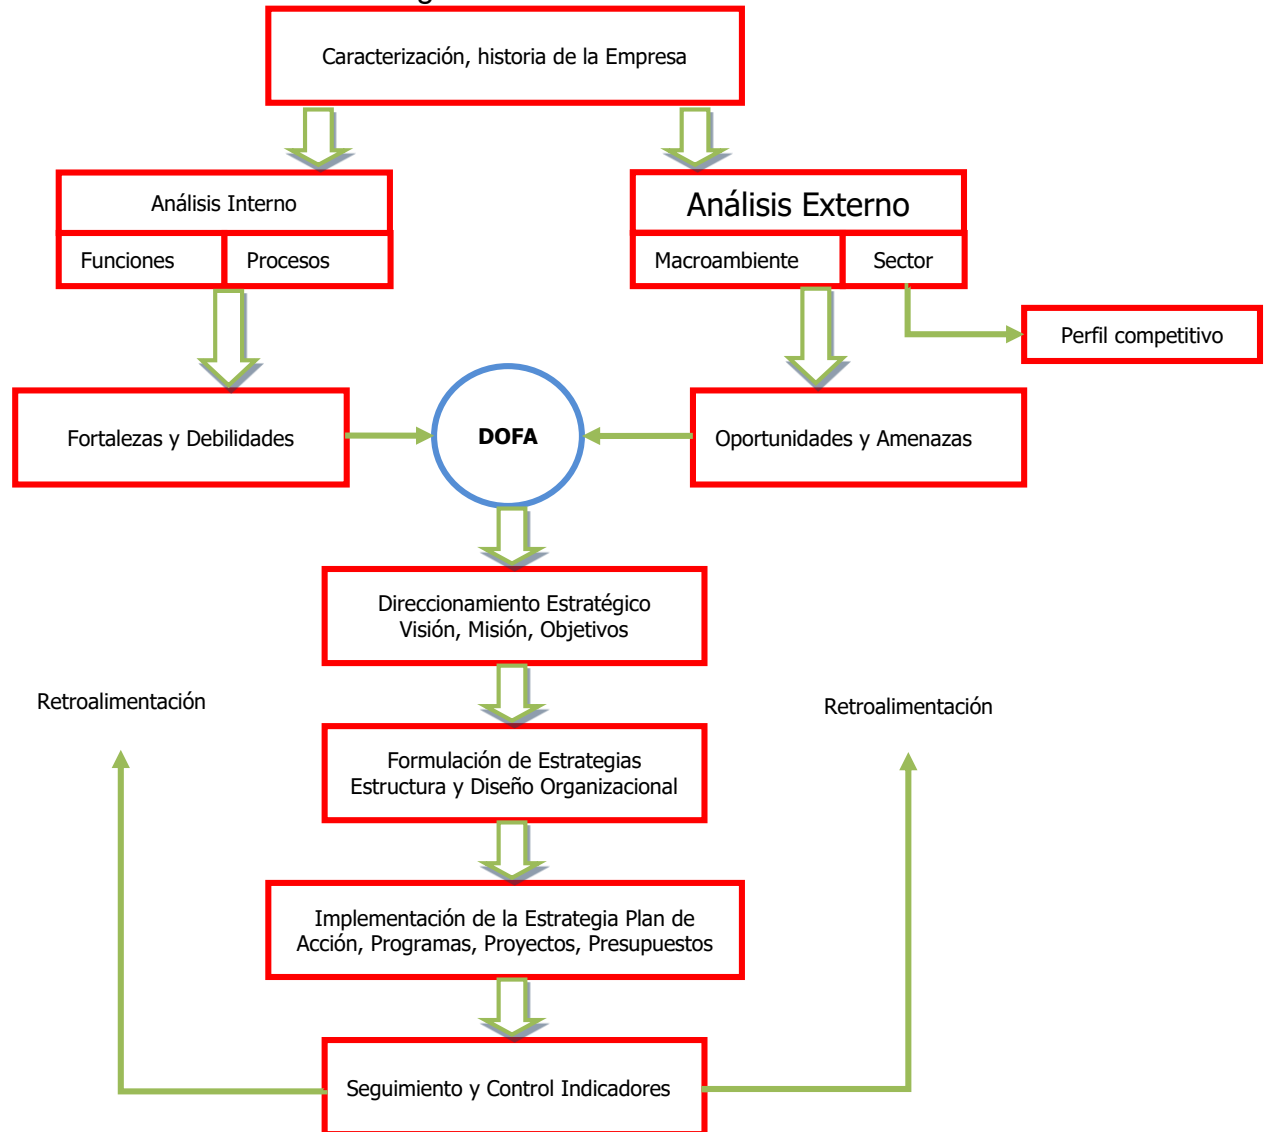 Caracterización, historia de la Empresa
Análisis Interno
Análisis Externo
Funciones
Procesos
Macroambiente
Sector
Perfil competitivo
Fortalezas y Debilidades
DOFA
Oportunidades y Amenazas
Direccionamiento Estratégico
Visión, Misión, Objetivos
Retroalimentación
Retroalimentación
Formulación de Estrategias
Estructura y Diseño Organizacional
Implementación de la Estrategia Plan de
Acción, Programas, Proyectos, Presupuestos
Seguimiento y Control Indicadores